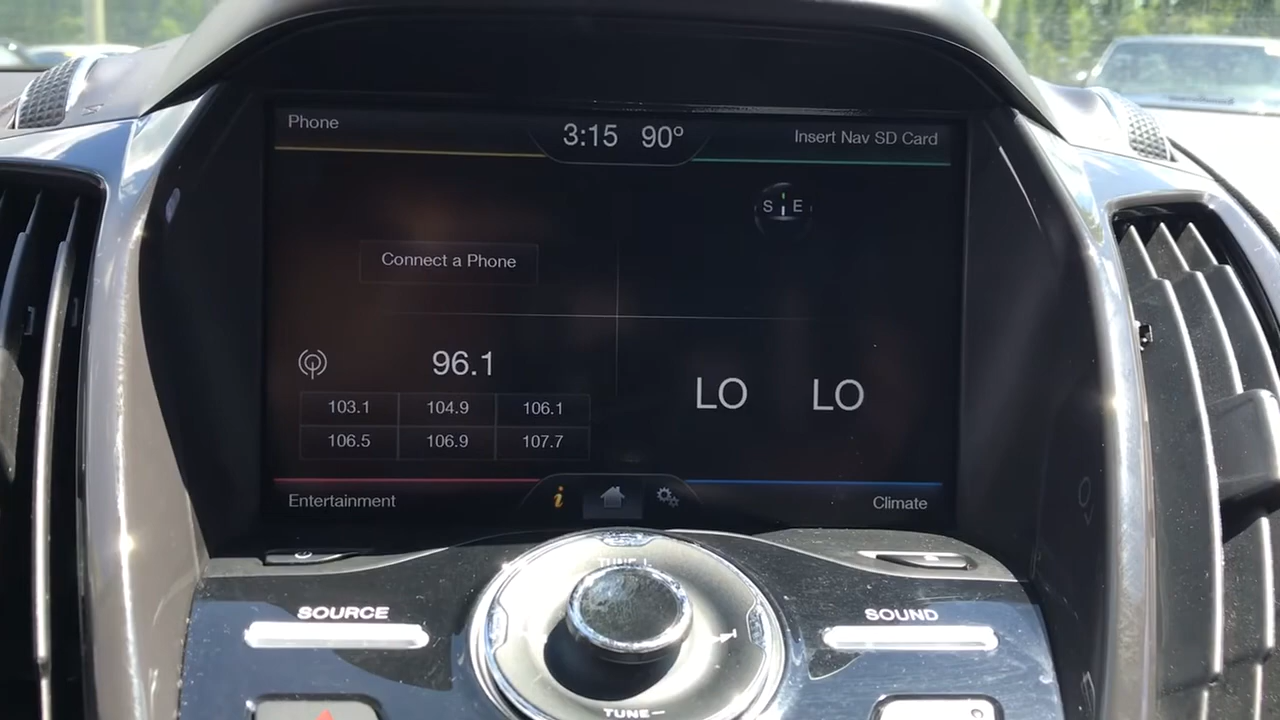 Phone
3:15 90º
Insert Nav SD Card
S E
Connect a Phone
96.1
103.1 104.9 106.1
106.5 106.9 107.7
LO LO
Entertainment
i
Climate
TUNE +
SOURCE
SOUND
TUNE –